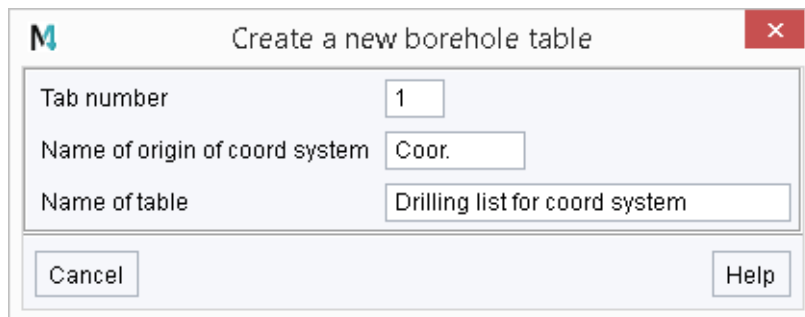 M4 Create a new borehole table
Tab number 1
Name of origin of coord system Coor.
Name of table Drilling list for coord system
Cancel Help